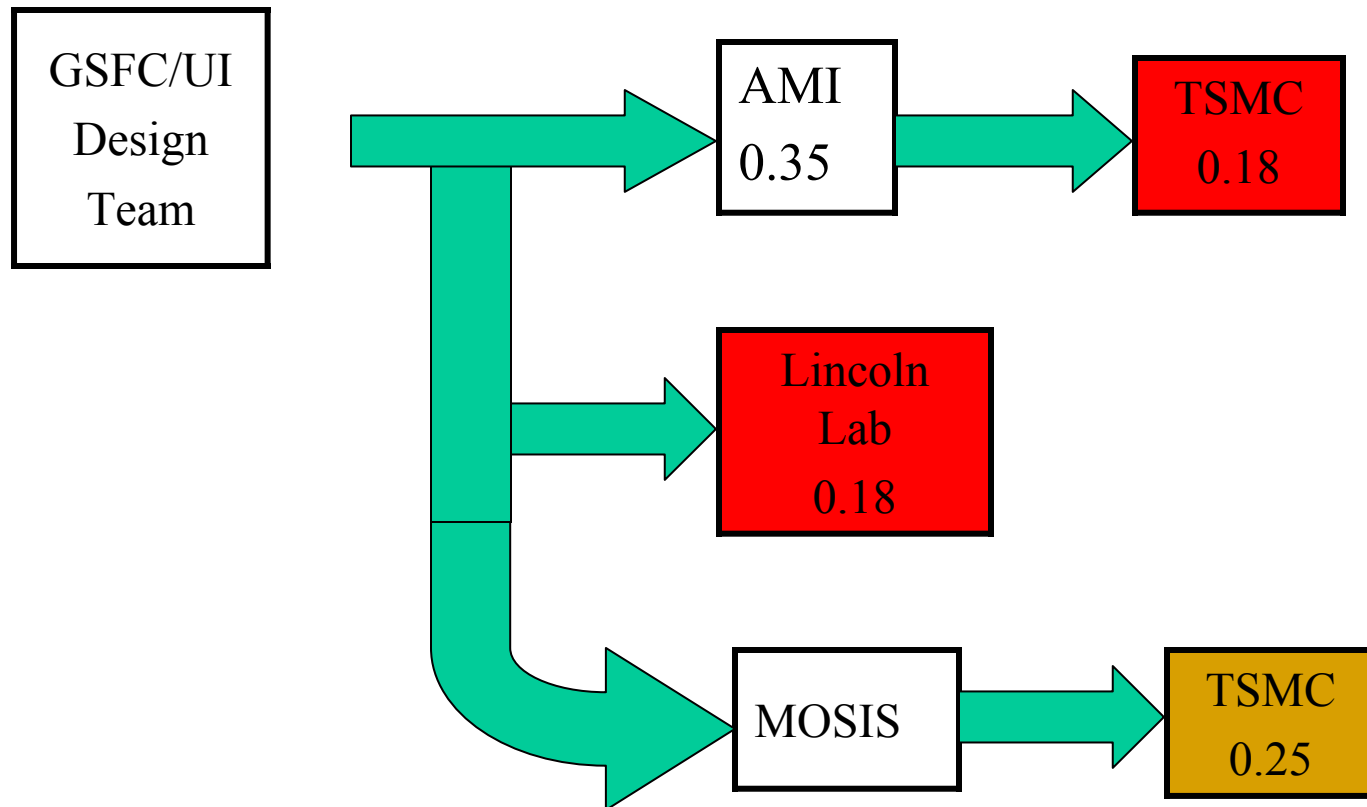 GSFC/UI
Design
Team
AMI
0.35
TSMC
0.18
Lincoln
Lab
0.18
MOSIS
TSMC
0.25